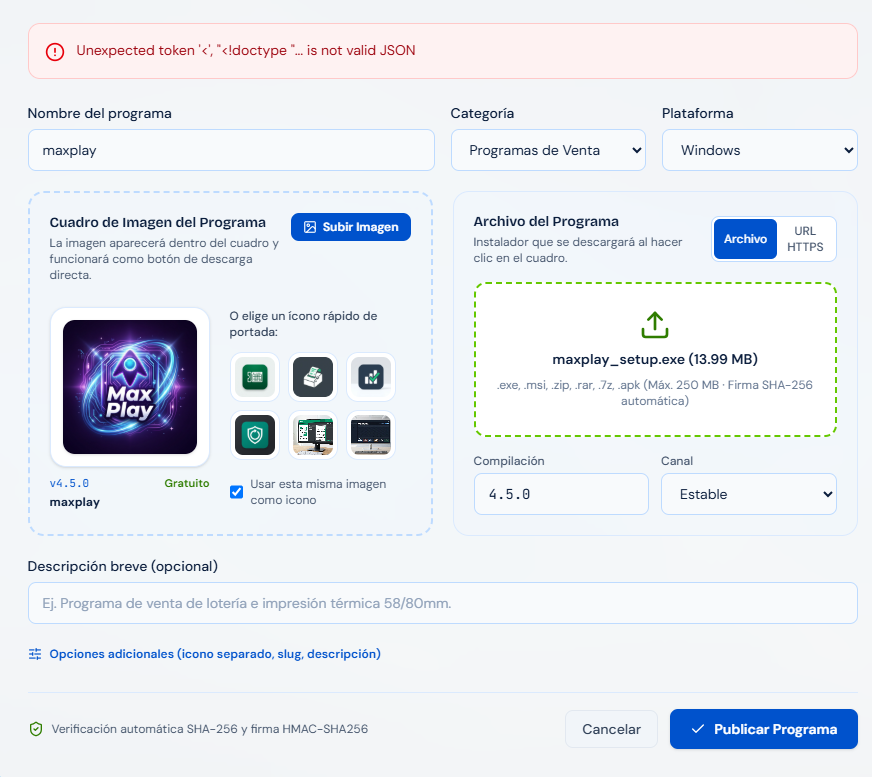 Unexpected token '<', "<!doctype "... is not valid JSON
Nombre del programa
maxplay
Categoría
Programas de Venta
Plataforma
Windows
Cuadro de Imagen del Programa
La imagen aparecerá dentro del cuadro y
funcionará como botón de descarga
directa.
Subir Imagen
Max
Play
v4.5.0
Gratuito
maxplay
O elige un ícono rápido de
portada:
Usar esta misma imagen
como icono
Archivo del Programa
Instalador que se descargará al hacer
clic en el cuadro.
Archivo
URL
HTTPS
maxplay_setup.exe (13.99 MB)
.exe, .msi, .zip, .rar, .7z, .apk (Máx. 250 MB · Firma SHA-256
automática)
Compilación
4.5.0
Canal
Estable
Descripción breve (opcional)
Ej. Programa de venta de lotería e impresión térmica 58/80mm.
Opciones adicionales (icono separado, slug, descripción)
Verificación automática SHA-256 y firma HMAC-SHA256
Cancelar
Publicar Programa